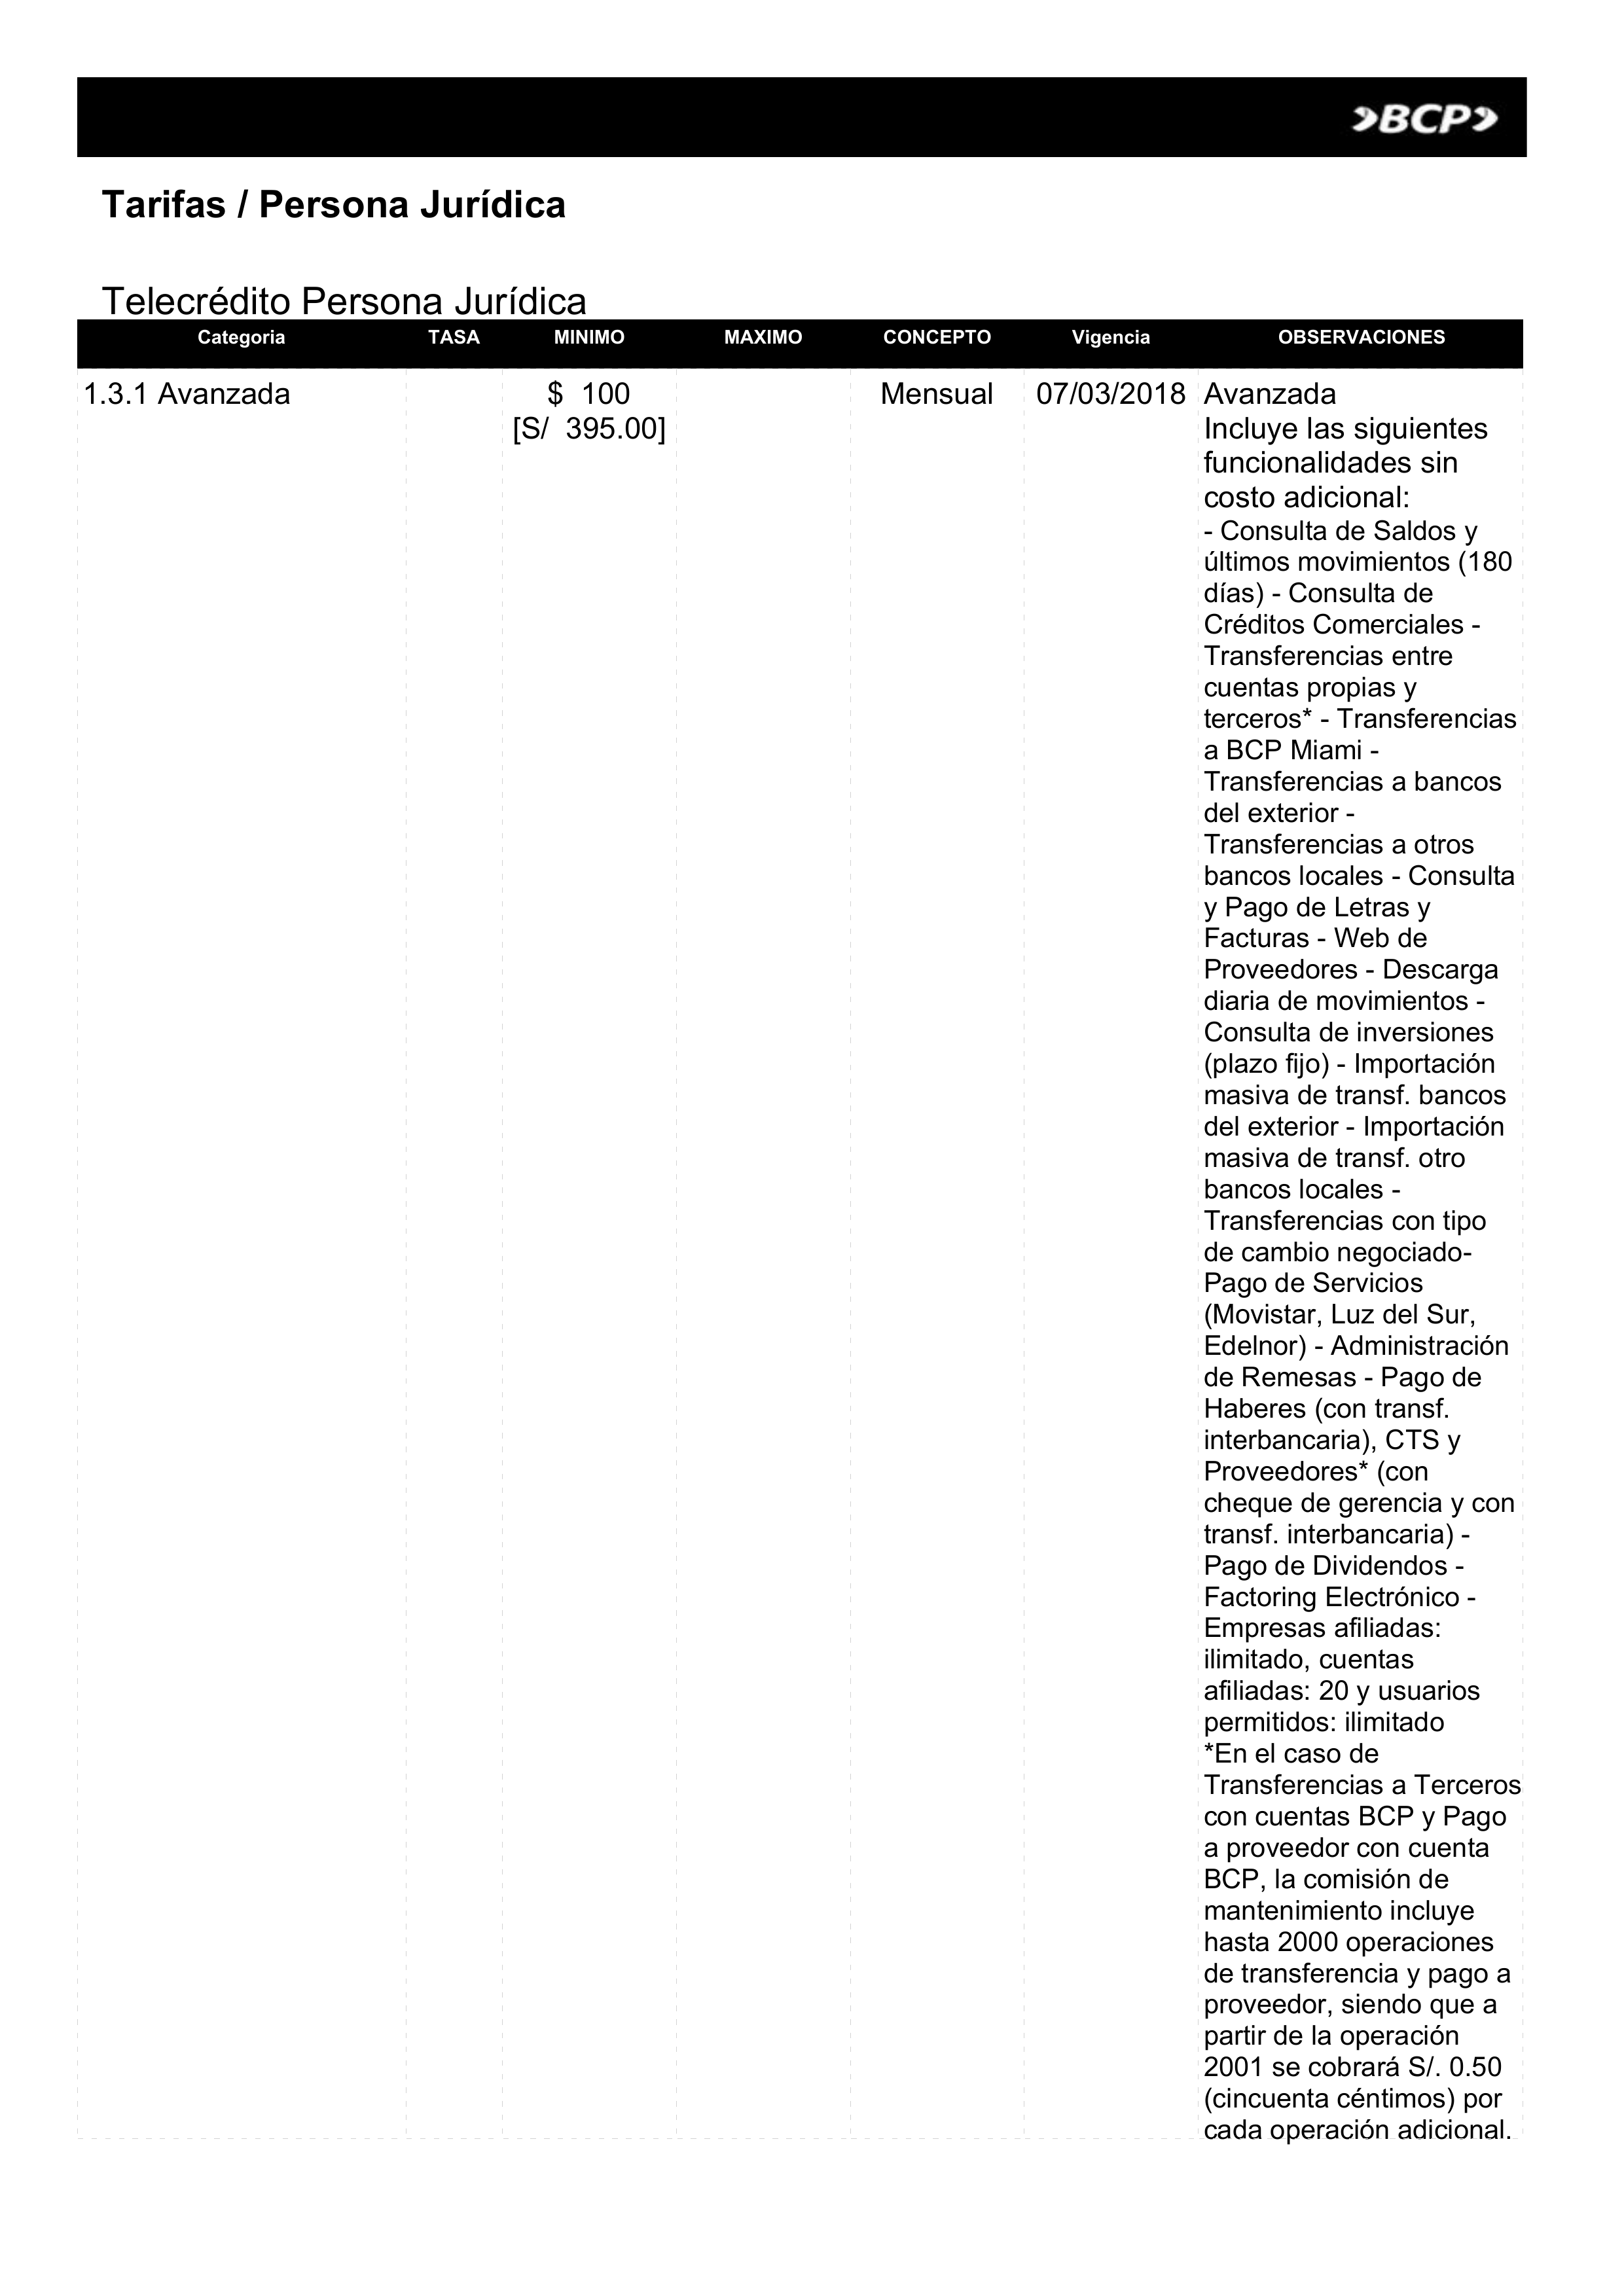 BCP
Tarifas / Persona Jurídica
Telecrédito Persona Jurídica
Categoria TASA MINIMO MAXIMO CONCEPTO Vigencia OBSERVACIONES
1.3.1 Avanzada $ 100 Mensual 07/03/2018 Avanzada
[S/ 395.00] Incluye las siguientes
funcionalidades sin
costo adicional:
- Consulta de Saldos y
últimos movimientos (180
días) - Consulta de
Créditos Comerciales -
Transferencias entre
cuentas propias y
terceros* - Transferencias
a BCP Miami -
Transferencias a bancos
del exterior -
Transferencias a otros
bancos locales - Consulta
y Pago de Letras y
Facturas - Web de
Proveedores - Descarga
diaria de movimientos -
Consulta de inversiones
(plazo fijo) - Importación
masiva de transf. bancos
del exterior - Importación
masiva de transf. otro
bancos locales -
Transferencias con tipo
de cambio negociado-
Pago de Servicios
(Movistar, Luz del Sur,
Edelnor) - Administración
de Remesas - Pago de
Haberes (con transf.
interbancaria), CTS y
Proveedores* (con
cheque de gerencia y con
transf. interbancaria) -
Pago de Dividendos -
Factoring Electrónico -
Empresas afiliadas:
ilimitado, cuentas
afiliadas: 20 y usuarios
permitidos: ilimitado
*En el caso de
Transferencias a Terceros
con cuentas BCP y Pago
a proveedor con cuenta
BCP, la comisión de
mantenimiento incluye
hasta 2000 operaciones
de transferencia y pago a
proveedor, siendo que a
partir de la operación
2001 se cobrará S/. 0.50
(cincuenta céntimos) por
cada operación adicional.